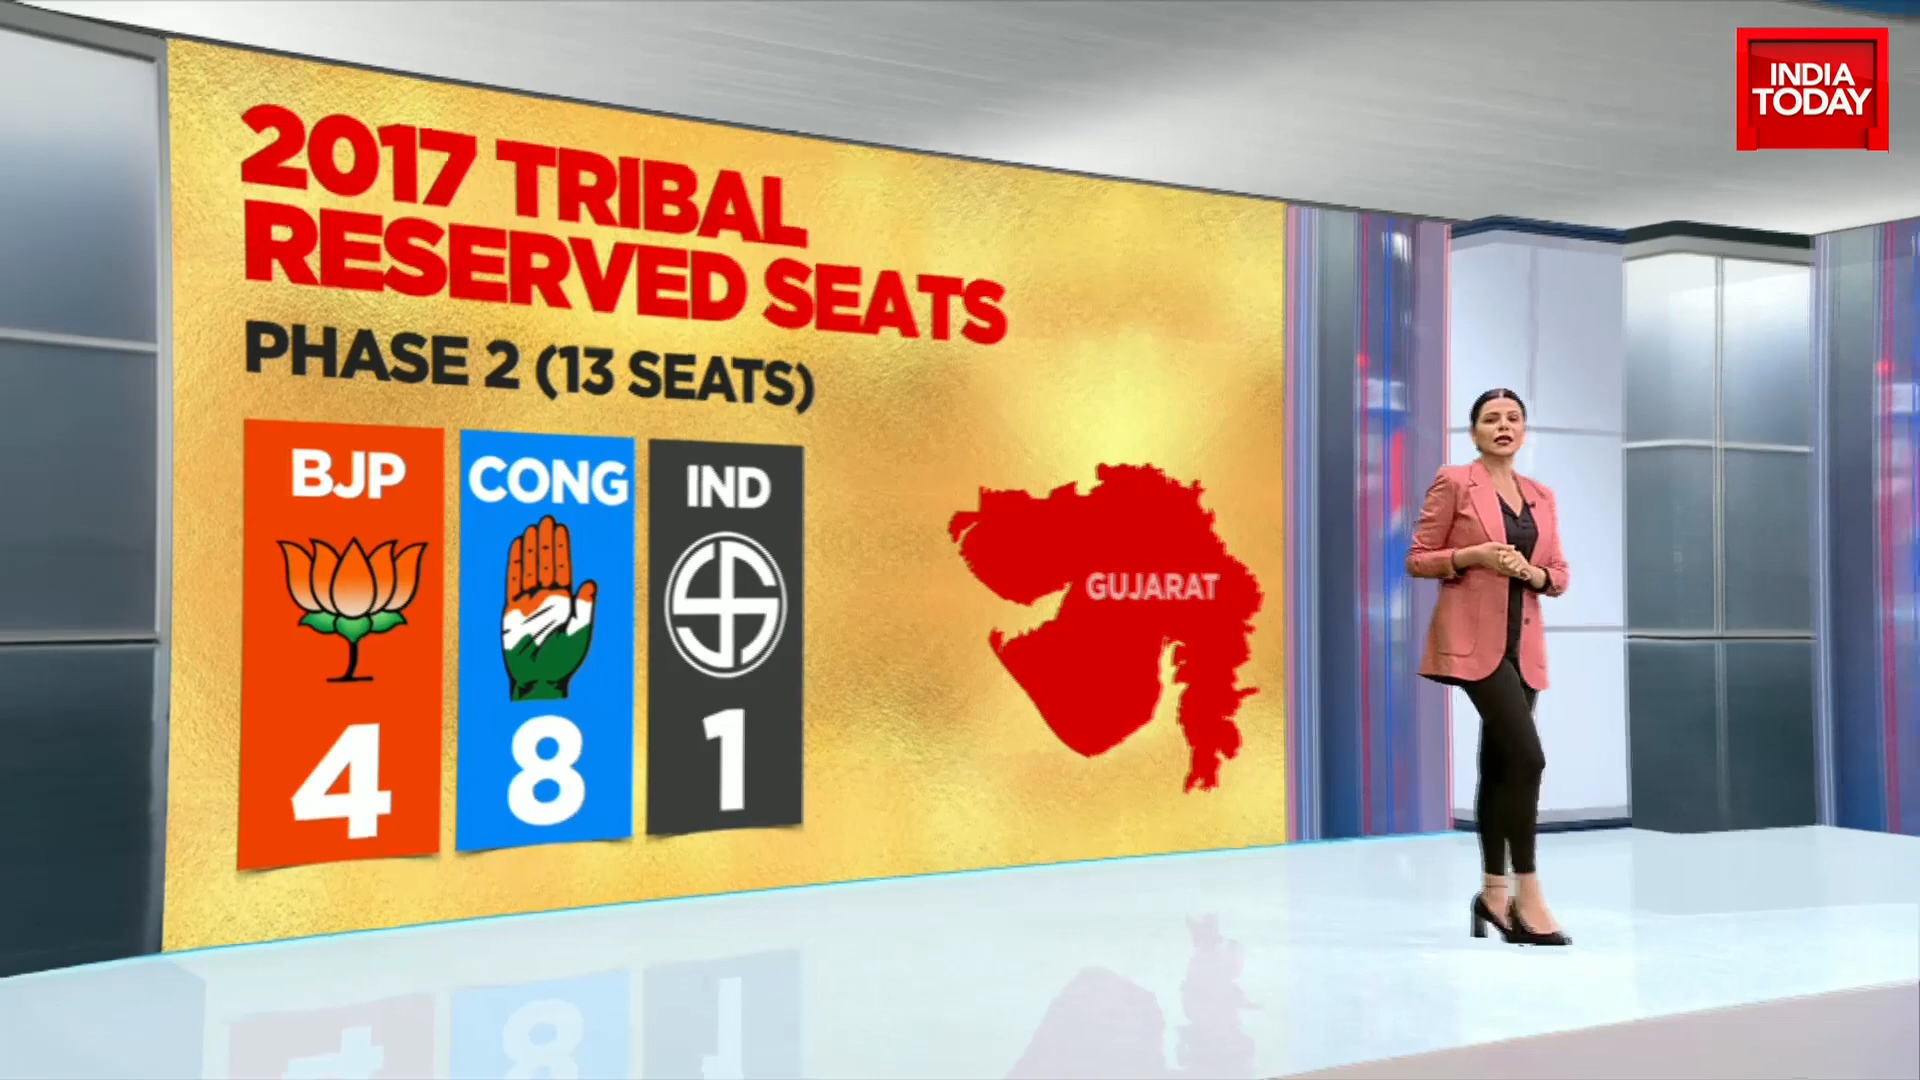 INDIA
TODAY
2017 TRIBAL
RESERVED SEATS
PHASE 2 (13 SEATS)
BJP
CONG
IND
4
8
1
GUJARAT